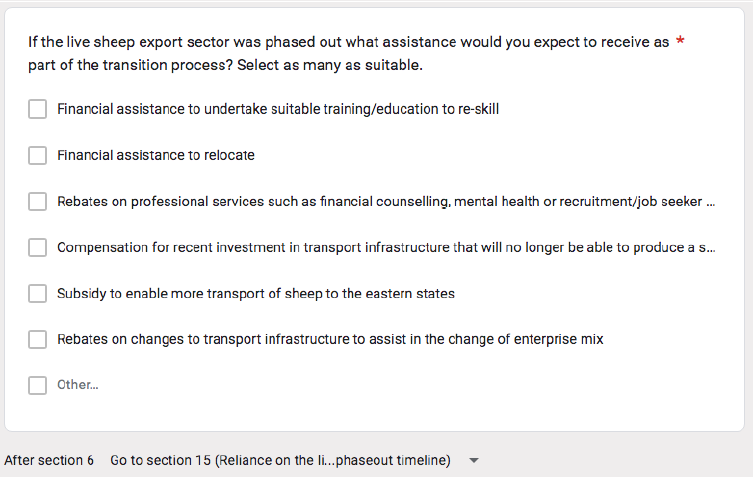 If the live sheep export sector was phased out what assistance would you expect to receive as *
part of the transition process? Select as many as suitable.
Financial assistance to undertake suitable training/education to re-skill
Financial assistance to relocate
Rebates on professional services such as financial counselling, mental health or recruitment/job seeker ...
Compensation for recent investment in transport infrastructure that will no longer be able to produce a s...
Subsidy to enable more transport of sheep to the eastern states
Rebates on changes to transport infrastructure to assist in the change of enterprise mix
Other...
After section 6 Go to section 15 (Reliance on the li...phaseout timeline)